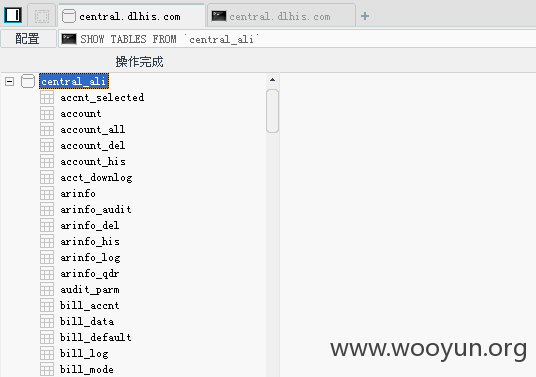 central.dlhis.com central.dlhis.com
配置 SHOW TABLES FROM `central_ali`
操作完成
central_ali
accnt_selected
account
account_all
account_del
account_his
acct_downlog
arinfo
arinfo_audit
arinfo_del
arinfo_his
arinfo_log
arinfo_qdr
audit_parm
bill_accnt
bill_data
bill_default
bill_log
bill_mode
www.wooyun.org